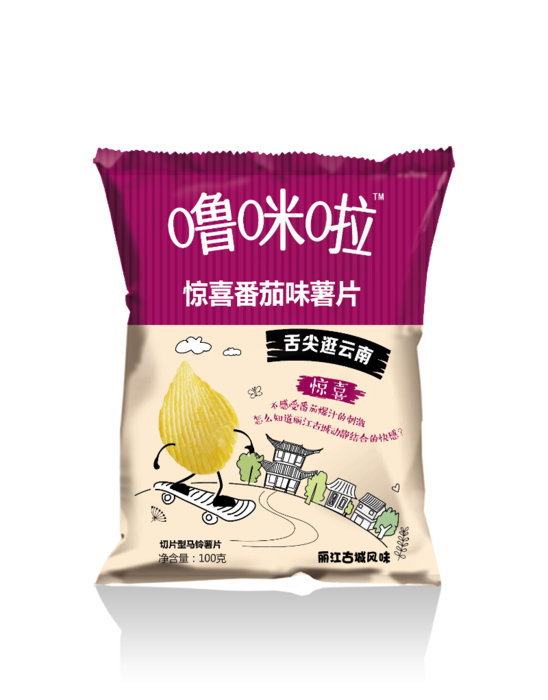 噜咪啦™
惊喜番茄味薯片
舌尖逛云南
惊喜
不感受番茄爆汁的刺激
怎么知道丽江古城动静结合的快感?
切片型马铃薯片
净含量:100克
丽江古城风味